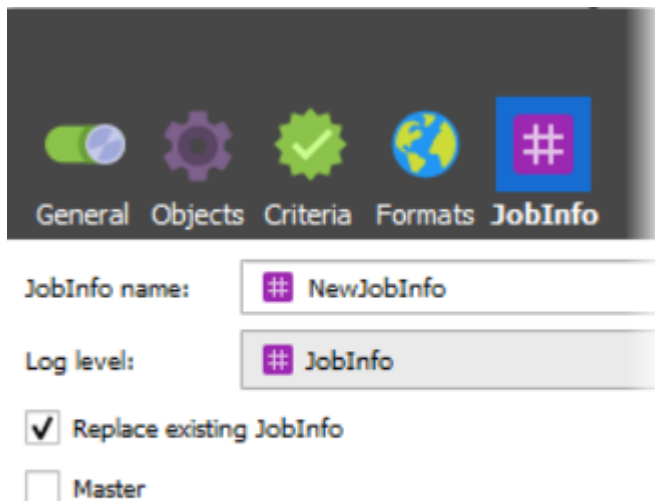 General Objects Criteria Formats JobInfo
JobInfo name: NewJobInfo
Log level: JobInfo
Replace existing JobInfo
Master